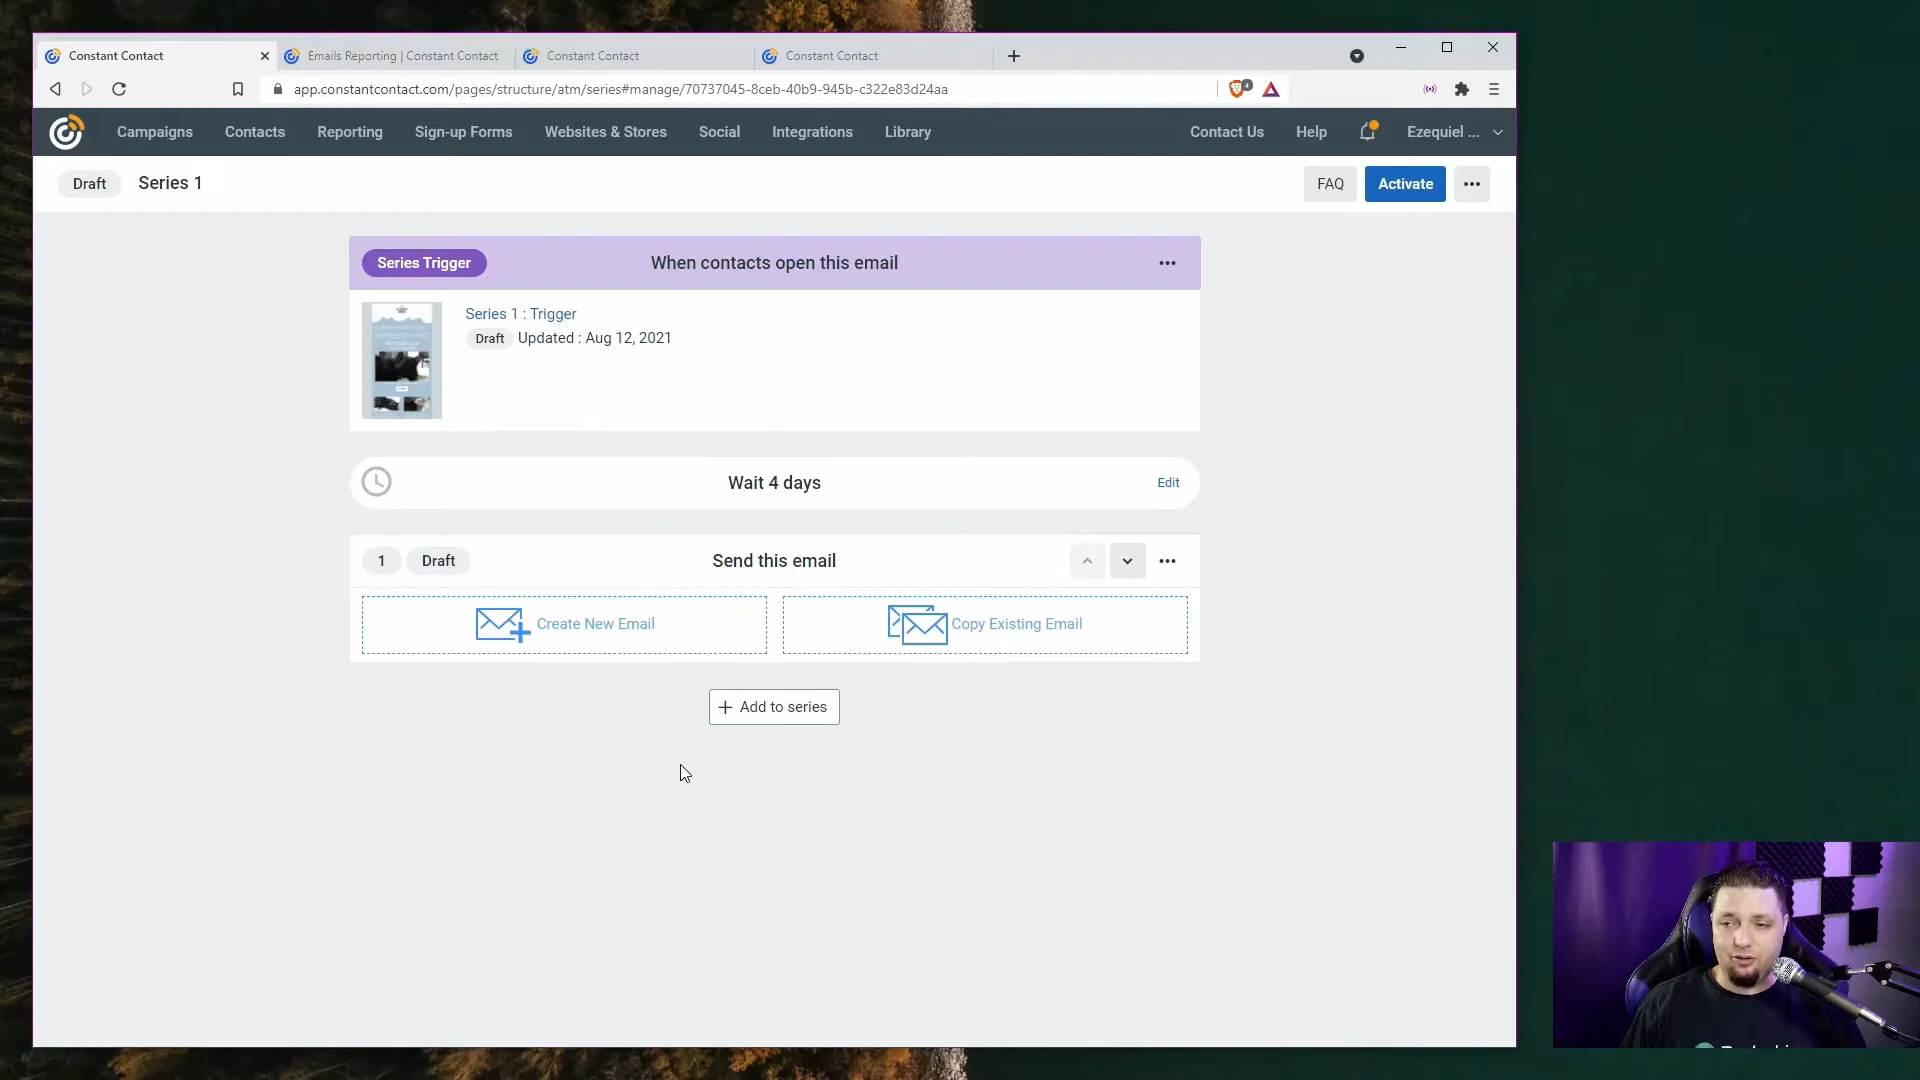 Constant Contact
Emails Reporting | Constant Contact
Constant Contact
Constant Contact
app.constantcontact.com/pages/structure/atm/series#manage/70737045-8ceb-40b9-945b-c322e83d24aa
4
Campaigns
Contacts
Reporting
Sign-up Forms
Websites & Stores
Social
Integrations
Library
Contact Us
Help
Ezequiel ...
Draft
Series 1
FAQ
Activate
Series Trigger
When contacts open this email
Series 1 : Trigger
Draft Updated : Aug 12, 2021
Wait 4 days
Edit
1
Draft
Send this email
Create New Email
Copy Existing Email
+ Add to series